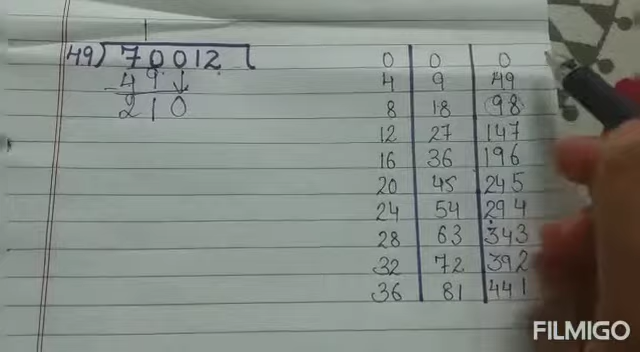 1
49) 70012
- 49↓
210
0 0 0
4 9 49
8 18 98
12 27 147
16 36 196
20 45 245
24 54 294
28 63 343
32 72 392
36 81 441
FILMIGO